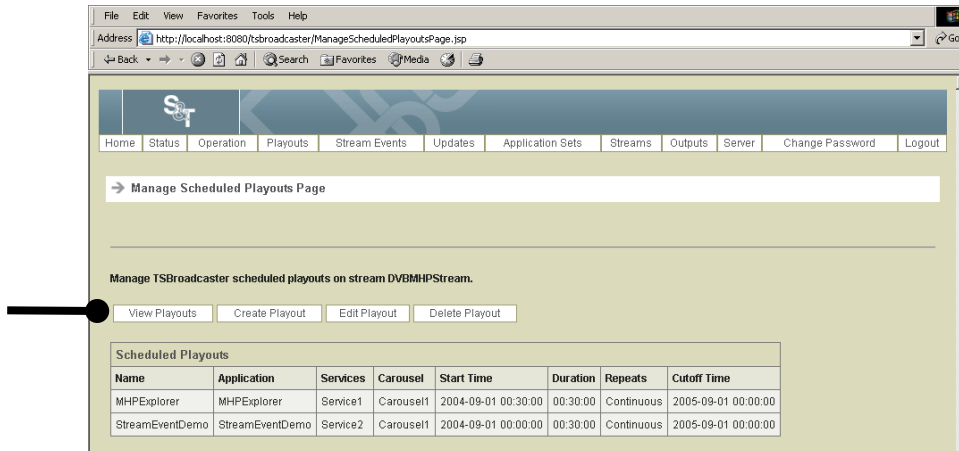 File Edit View Favorites Tools Help
Address http://localhost:8080/tsbroadcaster/ManageScheduledPlayoutsPage.jsp Go
Back Search Favorites Media
S&T
Home Status Operation Playouts Stream Events Updates Application Sets Streams Outputs Server Change Password Logout
Manage Scheduled Playouts Page
Manage TSBroadcaster scheduled playouts on stream DVBMHPStream.
View Playouts Create Playout Edit Playout Delete Playout
Scheduled Playouts
Name Application Services Carousel Start Time Duration Repeats Cutoff Time
MHPExplorer MHPExplorer Service1 Carousel1 2004-09-01 00:30:00 00:30:00 Continuous 2005-09-01 00:00:00
StreamEventDemo StreamEventDemo Service2 Carousel1 2004-09-01 00:00:00 00:30:00 Continuous 2005-09-01 00:00:00